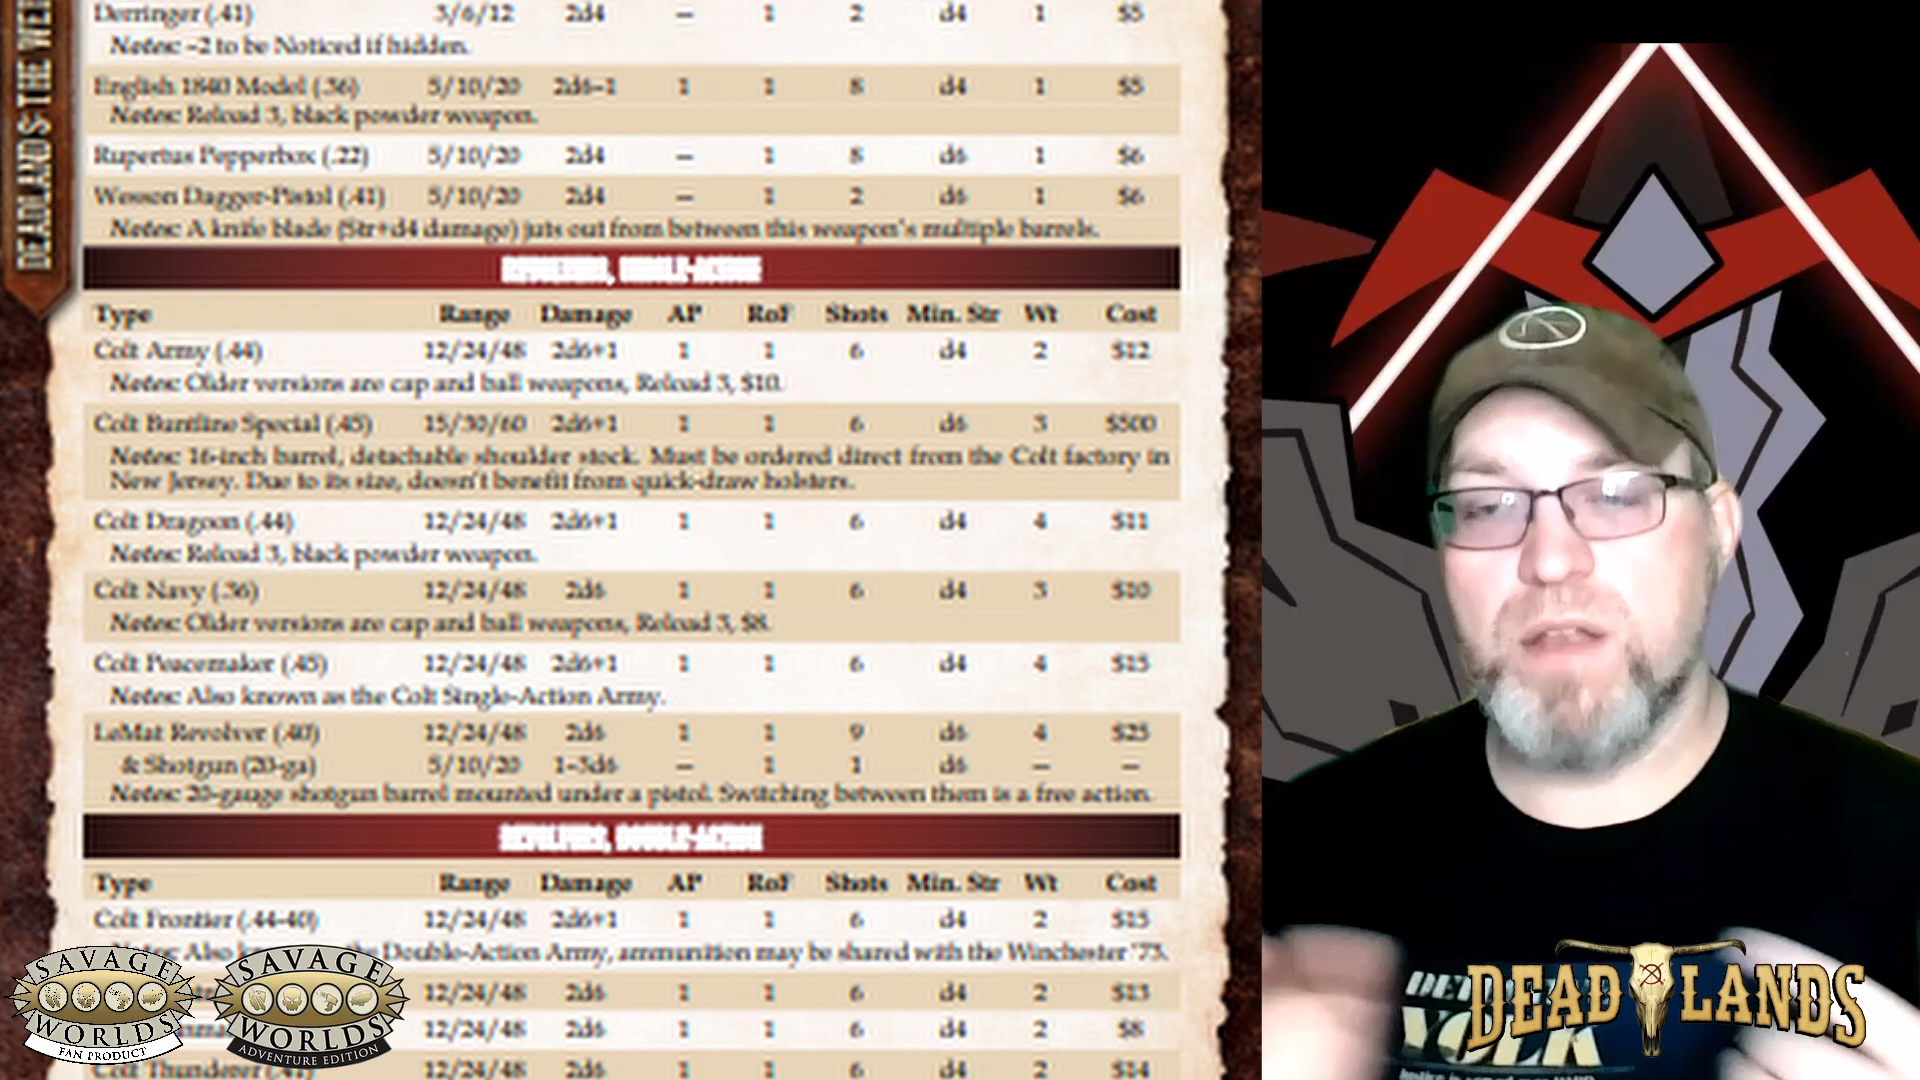 DEADLANDS: THE WE
Derringer (.41) 3/6/12 2d4 – 1 2 d4 1 $5
Notes: –2 to be Noticed if hidden.
English 1840 Model (.36) 5/10/20 2d6–1 1 1 8 d4 1 $5
Notes: Reload 3, black powder weapon.
Rupertus Pepperbox (.22) 5/10/20 2d4 – 1 8 d6 1 $6
Wesson Dagger-Pistol (.41) 5/10/20 2d4 – 1 2 d6 1 $6
Notes: A knife blade (Str+d4 damage) juts out from between this weapon's multiple barrels.
REVOLVERS, SINGLE-ACTION
Type Range Damage AP RoF Shots Min. Str Wt Cost
Colt Army (.44) 12/24/48 2d6+1 1 1 6 d4 2 $12
Notes: Older versions are cap and ball weapons, Reload 3, $10.
Colt Buntline Special (.45) 15/30/60 2d6+1 1 1 6 d6 3 $500
Notes: 16-inch barrel, detachable shoulder stock. Must be ordered direct from the Colt factory in
New Jersey. Due to its size, doesn't benefit from quick-draw holsters.
Colt Dragoon (.44) 12/24/48 2d6+1 1 1 6 d4 4 $11
Notes: Reload 3, black powder weapon.
Colt Navy (.36) 12/24/48 2d6 1 1 6 d4 3 $10
Notes: Older versions are cap and ball weapons, Reload 3, $8.
Colt Peacemaker (.45) 12/24/48 2d6+1 1 1 6 d4 4 $15
Notes: Also known as the Colt Single-Action Army.
LeMat Revolver (.40) 12/24/48 2d6 1 1 9 d6 4 $25
& Shotgun (20-ga) 5/10/20 1–3d6 – 1 1 d6 – –
Notes: 20-gauge shotgun barrel mounted under a pistol. Switching between them is a free action.
REVOLVERS, DOUBLE-ACTION
Type Range Damage AP RoF Shots Min. Str Wt Cost
Colt Frontier (.44-40) 12/24/48 2d6+1 1 1 6 d4 2 $15
Notes: Also the Double-Action Army, ammunition may be shared with the Winchester '73.
12/24/48 2d6 1 1 6 d4 2 $13
12/24/48 2d6 1 1 6 d4 2 $8
Colt Thunderer (.41) 12/24/48 2d6 1 1 6 d4 2 $14
SAVAGE
WORLDS
FAN PRODUCT
SAVAGE
WORLDS
ADVENTURE EDITION
DEADLANDS